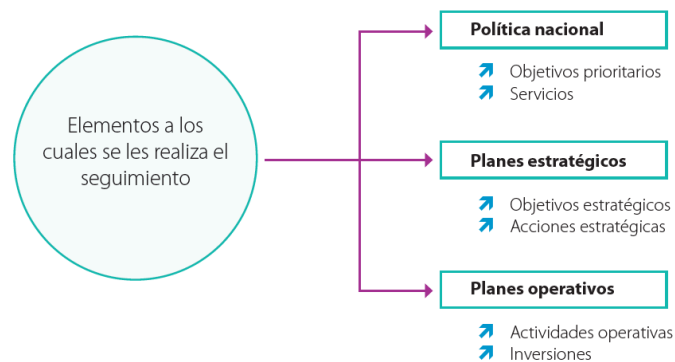 Elementos a los
cuales se les realiza el
seguimiento
Política nacional
Objetivos prioritarios
Servicios
Planes estratégicos
Objetivos estratégicos
Acciones estratégicas
Planes operativos
Actividades operativas
Inversiones